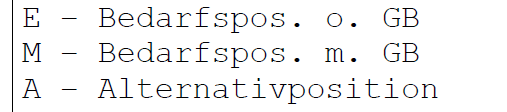 E - Bedarfspos. o. GB
M - Bedarfspos. m. GB
A - Alternativposition